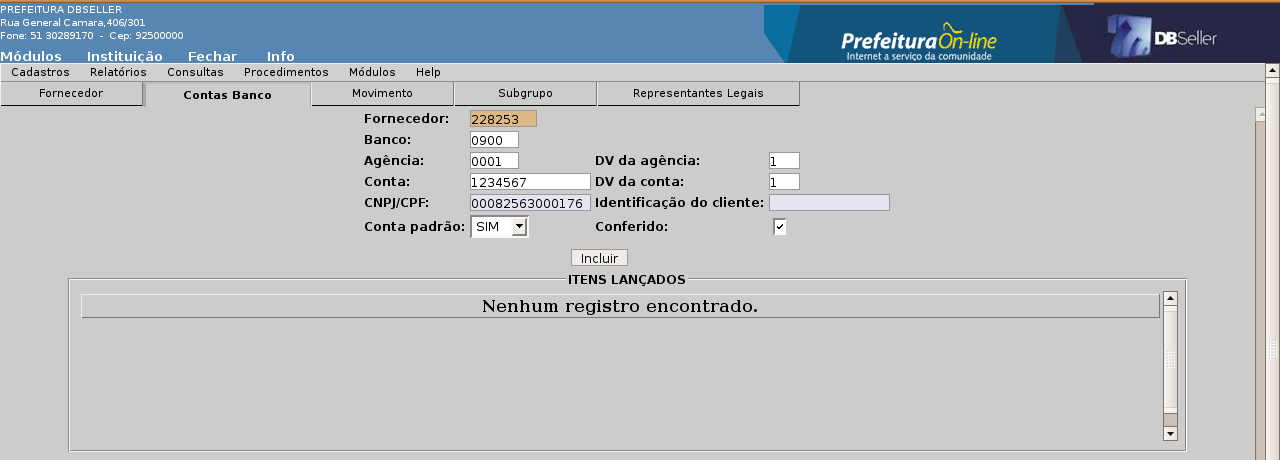 PREFEITURA DBSELLER
Rua General Camara,406/301
Fone: 51 30289170 - Cep: 92500000
Módulos Instituição Fechar Info
Prefeitura On-line
Internet a serviço da comunidade
DBSeller
Cadastros Relatórios Consultas Procedimentos Módulos Help
Fornecedor Contas Banco Movimento Subgrupo Representantes Legais
Fornecedor: 228253
Banco: 0900
Agência: 0001 DV da agência: 1
Conta: 1234567 DV da conta: 1
CNPJ/CPF: 00082563000176 Identificação do cliente:
Conta padrão: SIM Conferido:
Incluir
ITENS LANÇADOS
Nenhum registro encontrado.